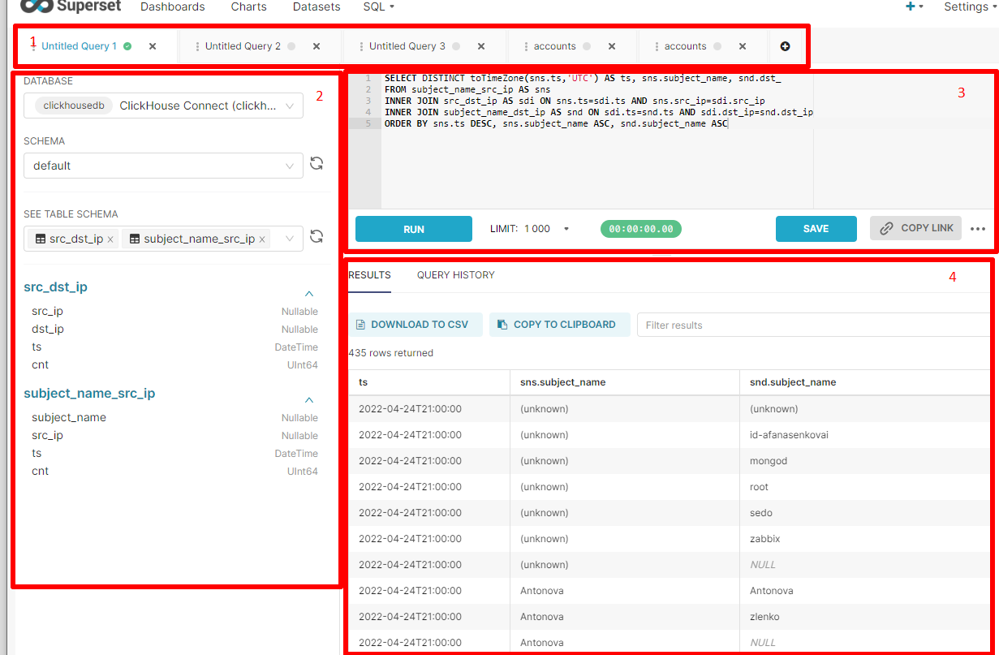 Superset Dashboards Charts Datasets SQL Settings
1 Untitled Query 1 Untitled Query 2 Untitled Query 3 accounts accounts
2
DATABASE
clickhousedb ClickHouse Connect (clickh...
SCHEMA
default
SEE TABLE SCHEMA
src_dst_ip x subject_name_src_ip x
src_dst_ip
src_ip Nullable
dst_ip Nullable
ts DateTime
cnt UInt64
subject_name_src_ip
subject_name Nullable
src_ip Nullable
ts DateTime
cnt UInt64
3
1 SELECT DISTINCT toTimeZone(sns.ts,'UTC') AS ts, sns.subject_name, snd.dst_
2 FROM subject_name_src_ip AS sns
3 INNER JOIN src_dst_ip AS sdi ON sns.ts=sdi.ts AND sns.src_ip=sdi.src_ip
4 INNER JOIN subject_name_dst_ip AS snd ON sdi.ts=snd.ts AND sdi.dst_ip=snd.dst_ip
5 ORDER BY sns.ts DESC, sns.subject_name ASC, snd.subject_name ASC
RUN LIMIT: 1 000 00:00:00.00 SAVE COPY LINK
4
RESULTS QUERY HISTORY
DOWNLOAD TO CSV COPY TO CLIPBOARD Filter results
435 rows returned
ts sns.subject_name snd.subject_name
2022-04-24T21:00:00 (unknown) (unknown)
2022-04-24T21:00:00 (unknown) id-afanasenkovai
2022-04-24T21:00:00 (unknown) mongod
2022-04-24T21:00:00 (unknown) root
2022-04-24T21:00:00 (unknown) sedo
2022-04-24T21:00:00 (unknown) zabbix
2022-04-24T21:00:00 (unknown) NULL
2022-04-24T21:00:00 Antonova Antonova
2022-04-24T21:00:00 Antonova zlenko
2022-04-24T21:00:00 Antonova NULL